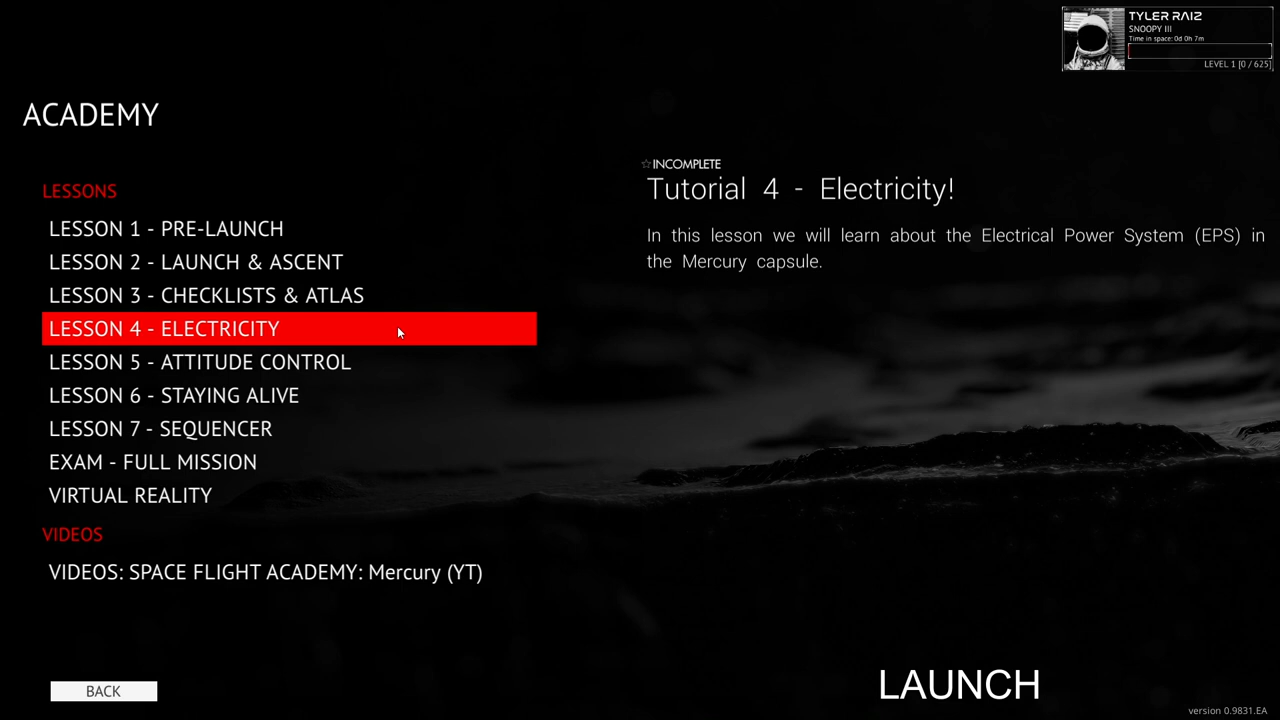 TYLER RAIZ
SNOOPY III
Time in space: 0d 0h 7m
LEVEL 1 [0 / 625]
ACADEMY
LESSONS
LESSON 1 - PRE-LAUNCH
LESSON 2 - LAUNCH & ASCENT
LESSON 3 - CHECKLISTS & ATLAS
LESSON 4 - ELECTRICITY
LESSON 5 - ATTITUDE CONTROL
LESSON 6 - STAYING ALIVE
LESSON 7 - SEQUENCER
EXAM - FULL MISSION
VIRTUAL REALITY
VIDEOS
VIDEOS: SPACE FLIGHT ACADEMY: Mercury (YT)
☆INCOMPLETE
Tutorial 4 - Electricity!
In this lesson we will learn about the Electrical Power System (EPS) in
the Mercury capsule.
BACK
LAUNCH
version 0.9831.EA